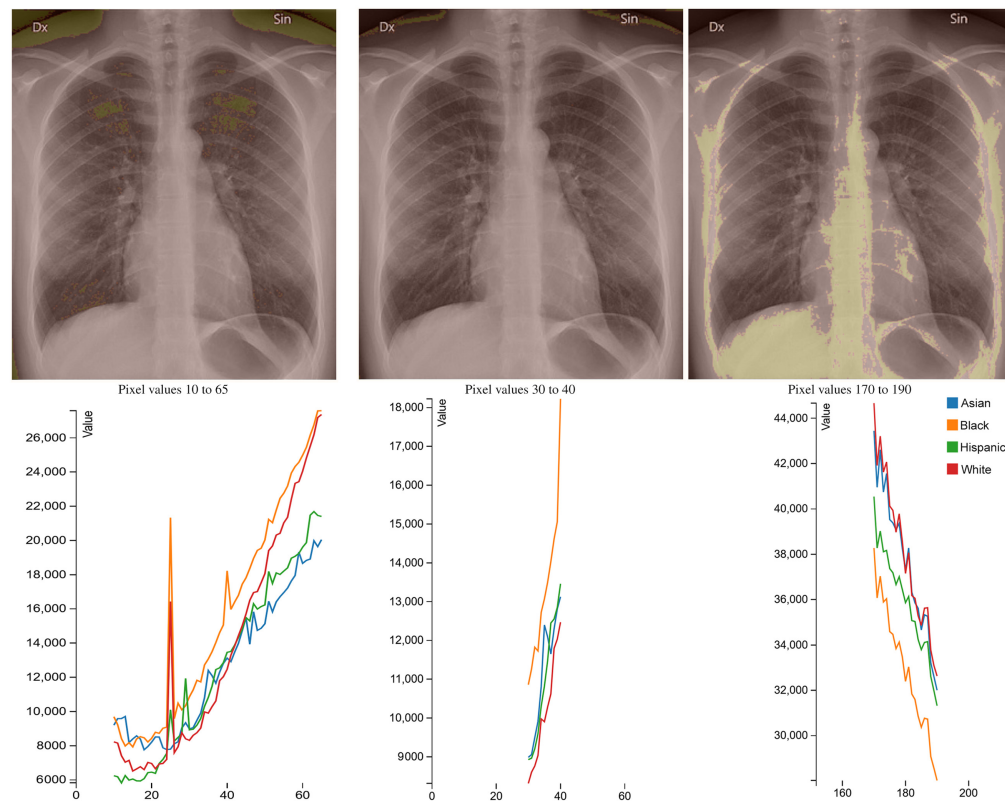 Dx
Sin
Dx
Sin
Dx
Sin
Pixel values 10 to 65
Pixel values 30 to 40
Pixel values 170 to 190
Value
26,000
24,000
22,000
20,000
18,000
16,000
14,000
12,000
10,000
8000
6000
0
20
40
60
Value
18,000
17,000
16,000
15,000
14,000
13,000
12,000
11,000
10,000
9000
0
20
40
60
Value
44,000
42,000
40,000
38,000
36,000
34,000
32,000
30,000
160
180
200
Asian
Black
Hispanic
White